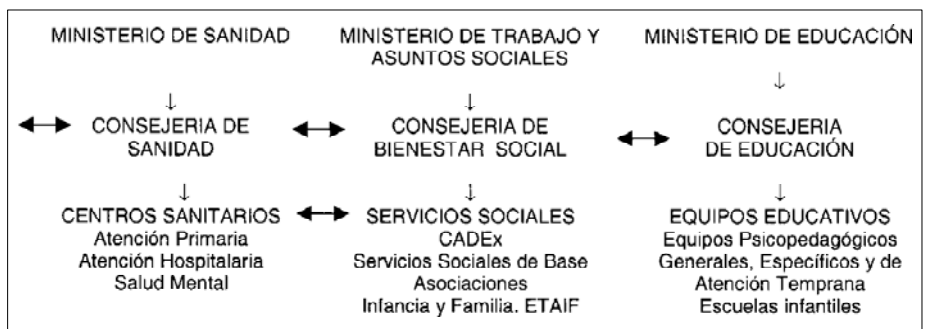 MINISTERIO DE SANIDAD
MINISTERIO DE TRABAJO Y
ASUNTOS SOCIALES
MINISTERIO DE EDUCACIÓN
↓
↓
↓
CONSEJERIA DE
SANIDAD
CONSEJERIA DE
BIENESTAR SOCIAL
CONSEJERIA
DE EDUCACIÓN
↓
↓
↓
CENTROS SANITARIOS
Atención Primaria
Atención Hospitalaria
Salud Mental
SERVICIOS SOCIALES
CADEx
Servicios Sociales de Base
Asociaciones
Infancia y Familia. ETAIF
EQUIPOS EDUCATIVOS
Equipos Psicopedagógicos
Generales, Específicos y de
Atención Temprana
Escuelas infantiles